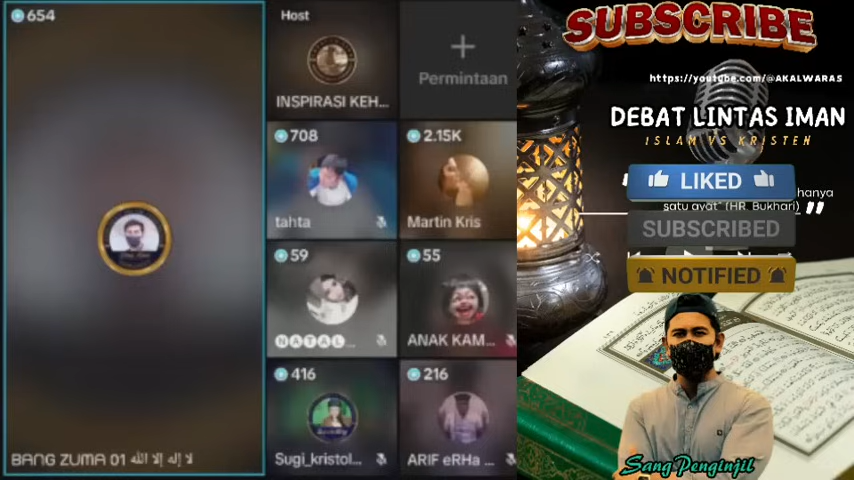 654
BANG ZUMA 01 لا إله إلا الله
Host
INSPIRASI KEH...
Permintaan
708
tahta
2.15K
Martin Kris
59
NATAL...
55
ANAK KAM...
416
Sugi_kristol...
216
ARIF eRHa ...
SUBSCRIBE
https://youtube.com/@AKALWARAS
DEBAT LINTAS IMAN
ISLAM VS KRISTEN
LIKED
hanya
satu ayat" (HR. Bukhari)
SUBSCRIBED
NOTIFIED
Sang Penginjil